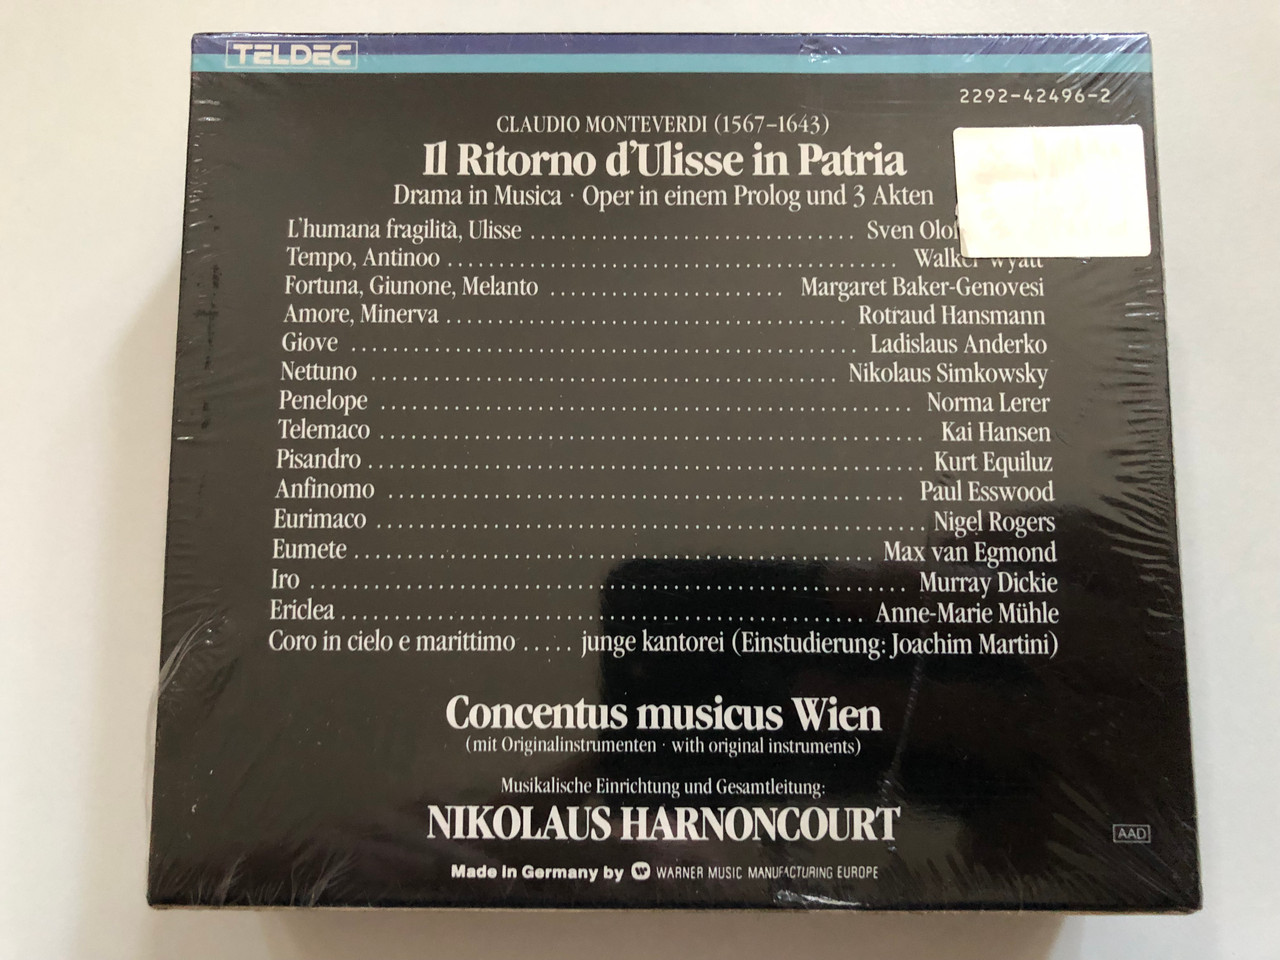 TELDEC
2292-42496-2
CLAUDIO MONTEVERDI (1567-1643)
Il Ritorno d'Ulisse in Patria
Drama in Musica · Oper in einem Prolog und 3 Akten
L'humana fragilità, Ulisse .............................. Sven
Tempo, Antinoo .......................................... Walker Wyatt
Fortuna, Giunone, Melanto ...................... Margaret Baker-Genovesi
Amore, Minerva ..................................... Rotraud Hansmann
Giove ............................................... Ladislaus Anderko
Nettuno ........................................... Nikolaus Simkowsky
Penelope ................................................ Norma Lerer
Telemaco ................................................. Kai Hansen
Pisandro .................................................. Kurt Equiluz
Anfinomo ............................................... Paul Esswood
Eurimaco ................................................. Nigel Rogers
Eumete .............................................. Max van Egmond
Iro ..................................................... Murray Dickie
Ericlea .............................................. Anne-Marie Mühle
Coro in cielo e marittimo ..... junge kantorei (Einstudierung: Joachim Martini)
Concentus musicus Wien
(mit Originalinstrumenten · with original instruments)
Musikalische Einrichtung und Gesamtleitung:
NIKOLAUS HARNONCOURT
AAD
Made in Germany by WARNER MUSIC MANUFACTURING EUROPE